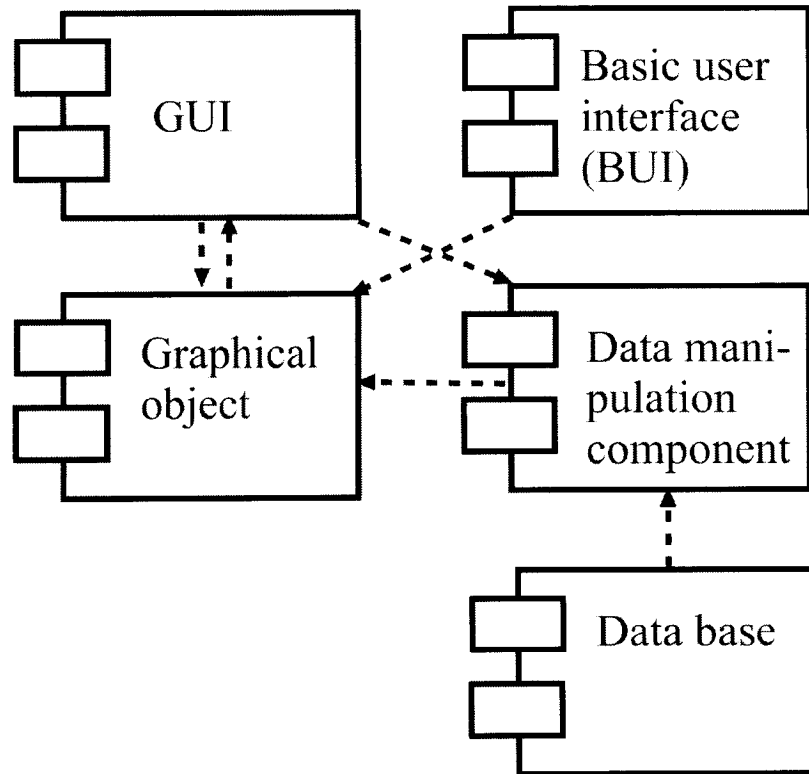 GUI
Basic user
interface
(BUI)
Graphical
object
Data mani-
pulation
component
Data base